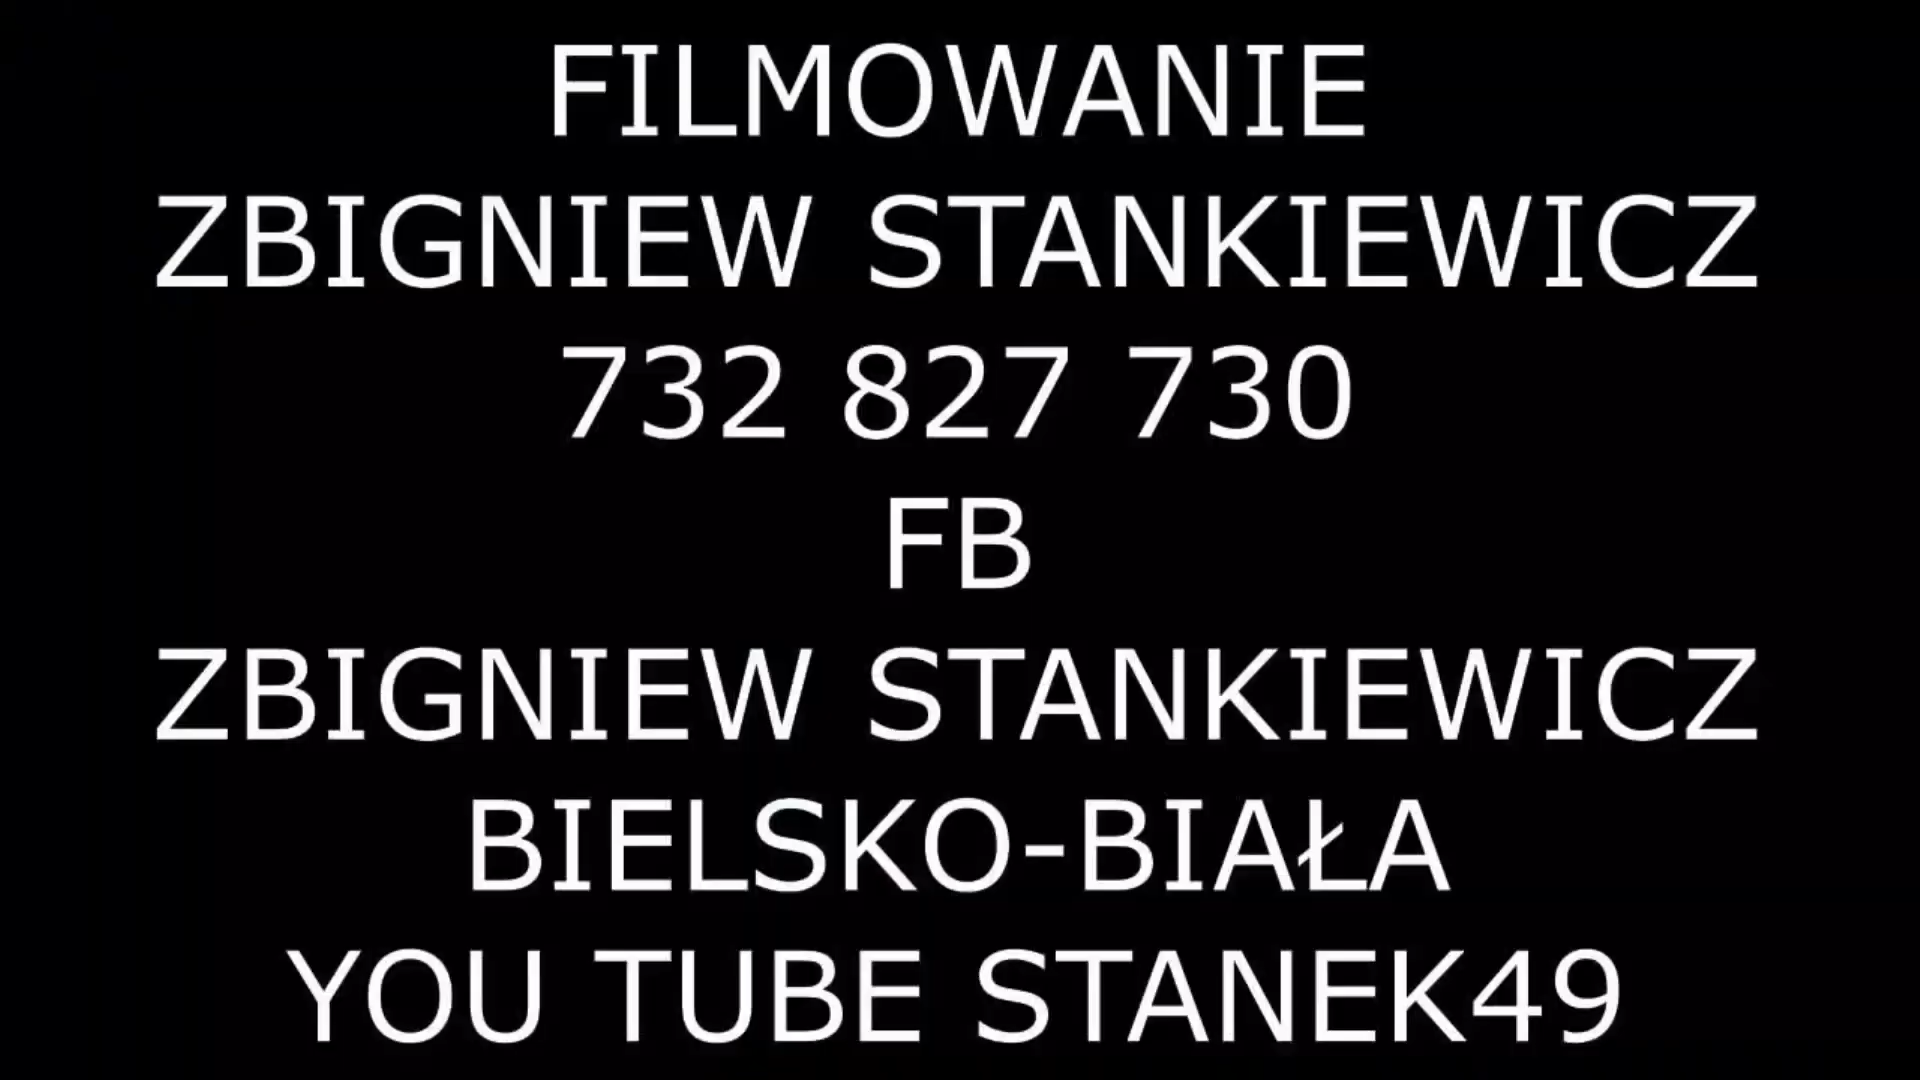 FILMOWANIE
ZBIGNIEW STANKIEWICZ
732 827 730
FB
ZBIGNIEW STANKIEWICZ
BIELSKO-BIAŁA
YOU TUBE STANEK49